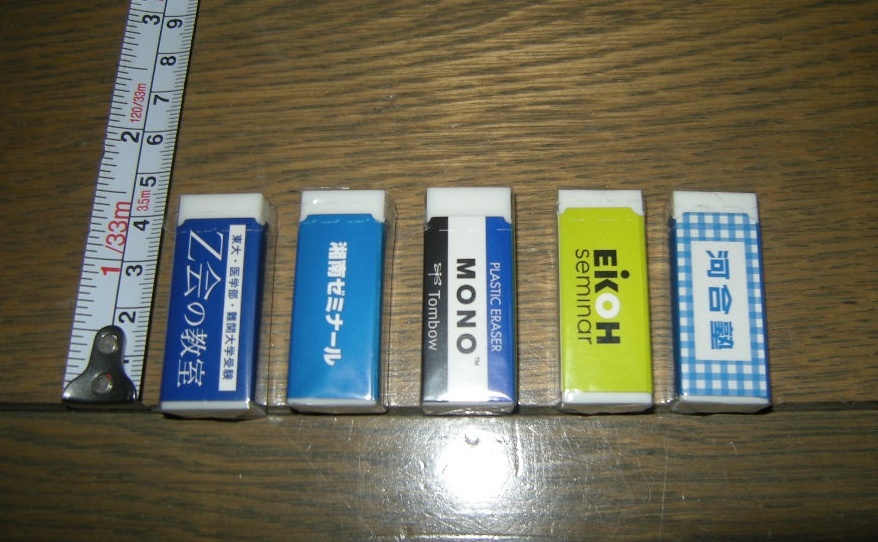 3
9
8
120/33m
7
2
6
5
3.5m
4
1/33m
3
2
1
東大・医学部・難関大学受験
Z会の教室
湘南ゼミナール
PLASTIC ERASER
MONO™
Tombow
EiKOH
seminar
河合塾